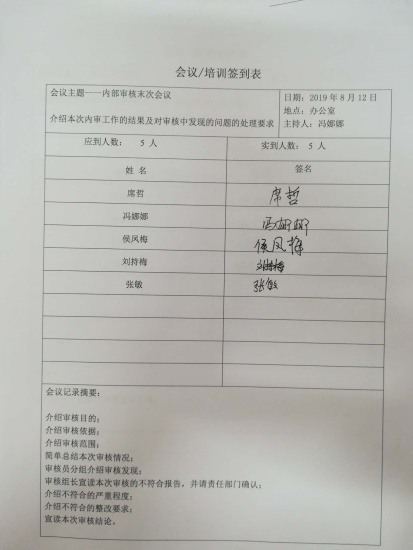 会议/培训签到表
会议主题----内部审核末次会议
介绍本次内审工作的结果及对审核中发现的问题的处理要求
日期：2019 年 8 月 12 日
地点：办公室
主持人：冯娜娜
应到人数： 5 人
实到人数： 5 人
姓 名
签名
席哲
席哲
冯娜娜
冯娜娜
侯风梅
侯风梅
刘持梅
张敏
张敏
会议记录摘要：
介绍审核目的；
介绍审核依据；
介绍审核范围；
简单总结本次审核情况；
审核员分组介绍审核发现；
审核组长宣读本次审核的不符合报告，并请责任部门确认；
介绍不符合的严重程度；
介绍不符合的整改要求；
宣读本次审核结论。